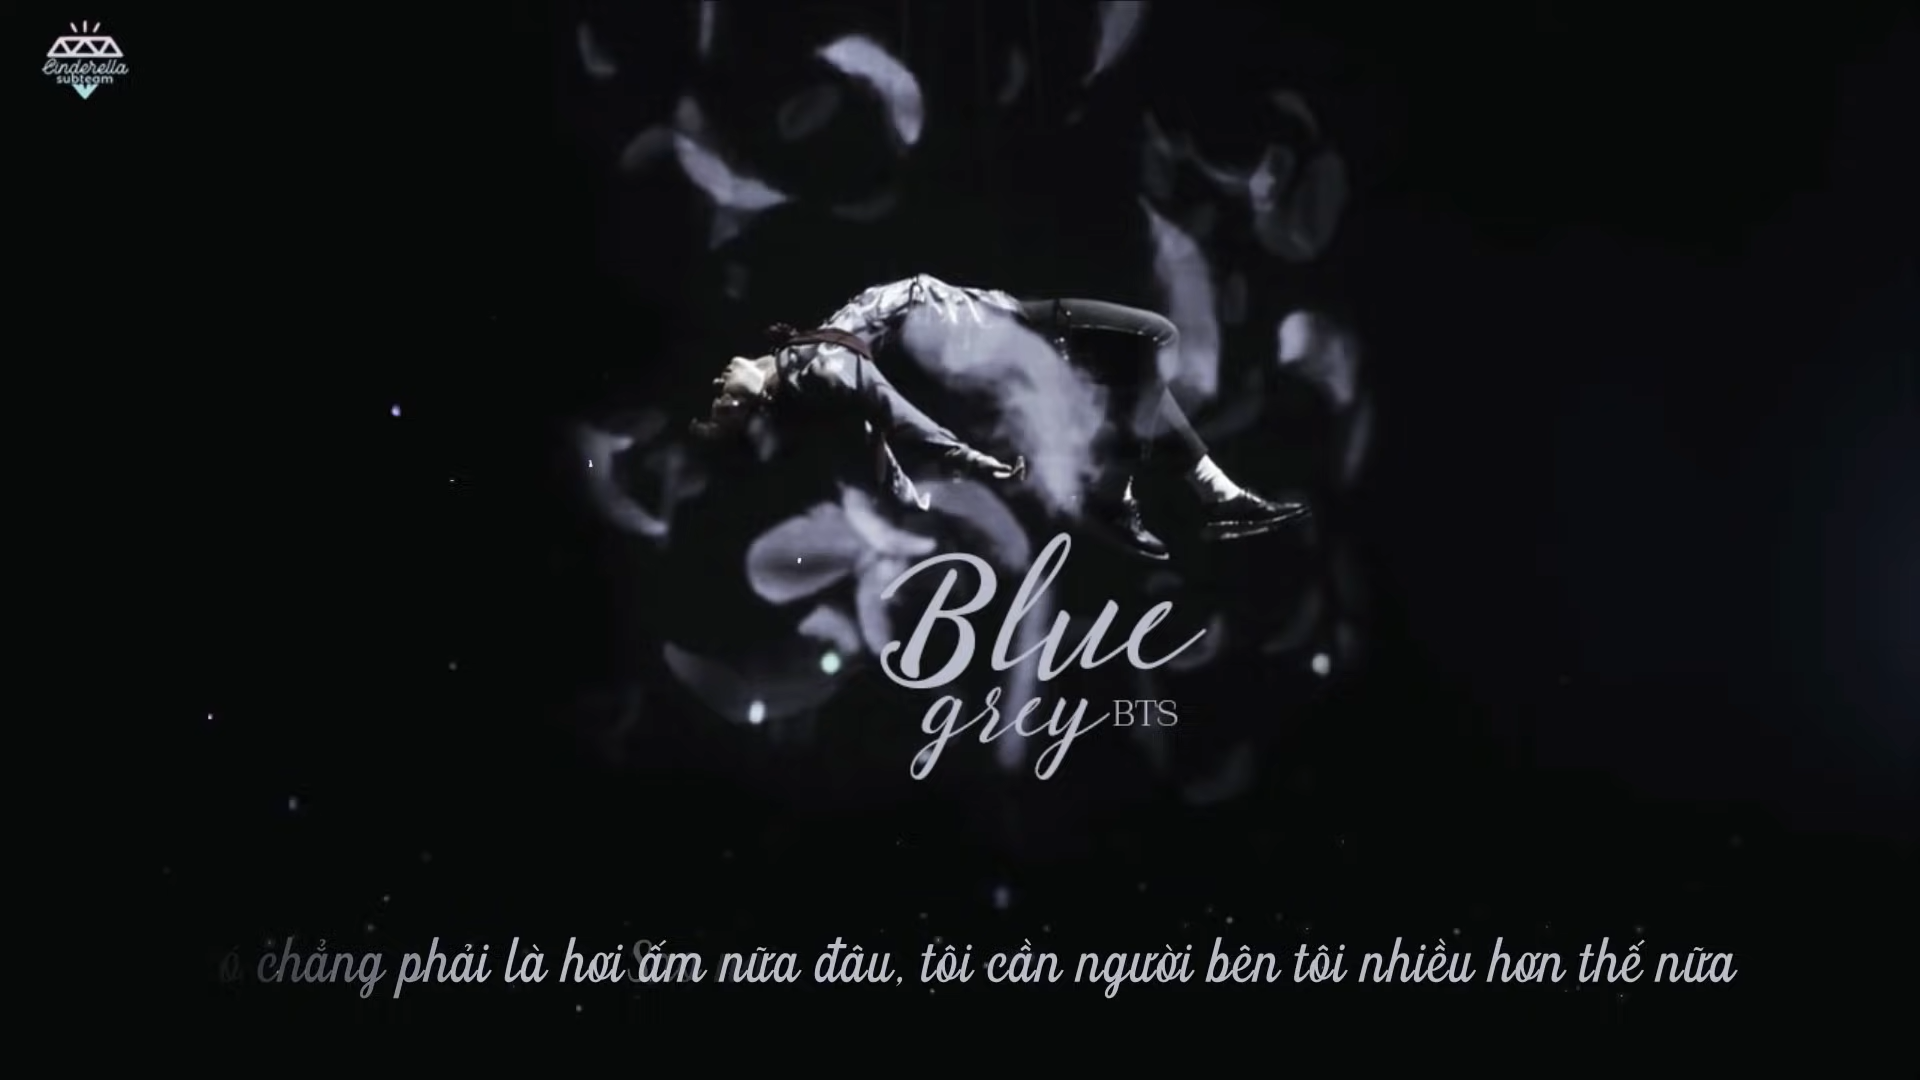 Cinderella
subteam
Blue
grey BTS
chẳng phải là hơi ấm nữa đâu, tôi cần người bên tôi nhiều hơn thế nữa